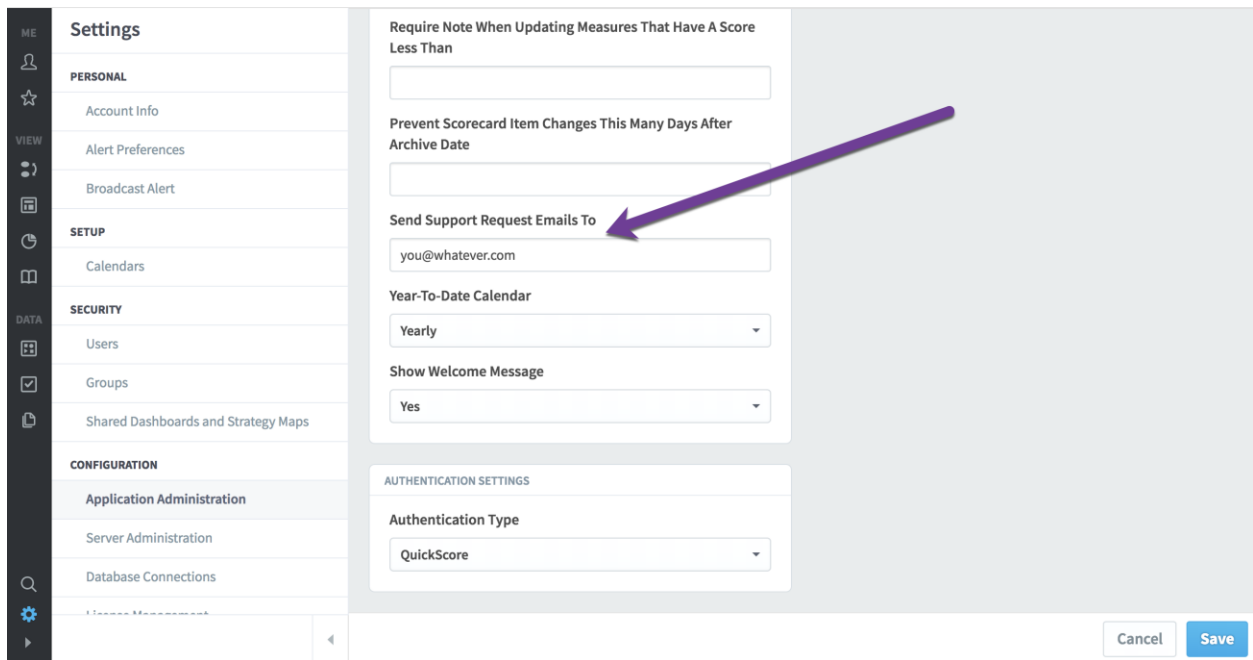 ME
VIEW
DATA
Settings
PERSONAL
Account Info
Alert Preferences
Broadcast Alert
SETUP
Calendars
SECURITY
Users
Groups
Shared Dashboards and Strategy Maps
CONFIGURATION
Application Administration
Server Administration
Database Connections
License Management
Require Note When Updating Measures That Have A Score
Less Than
Prevent Scorecard Item Changes This Many Days After
Archive Date
Send Support Request Emails To
you@whatever.com
Year-To-Date Calendar
Yearly
Show Welcome Message
Yes
AUTHENTICATION SETTINGS
Authentication Type
QuickScore
Cancel
Save